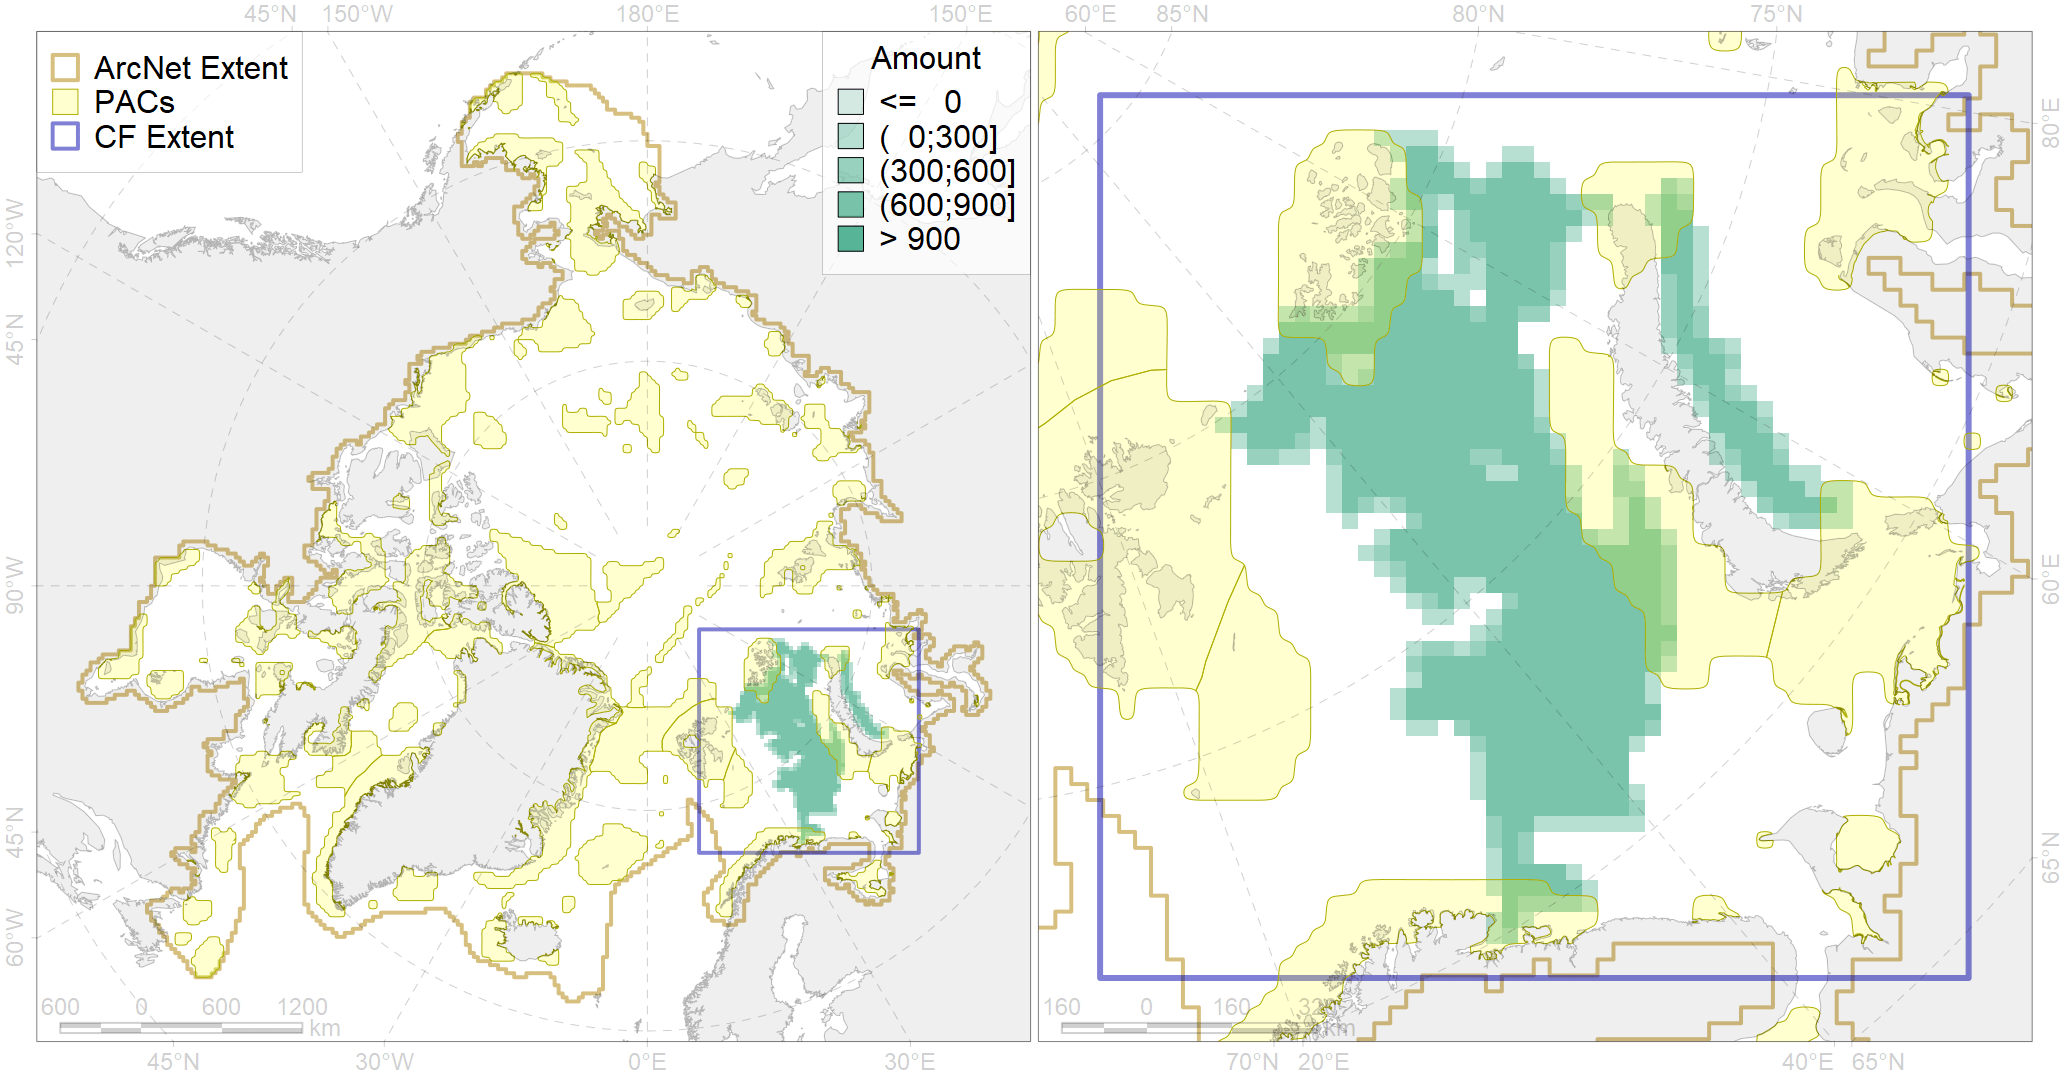 45°N 150°W 180°E 150°E 60°E 85°N 80°N 75°N
ArcNet Extent
PACs
CF Extent
Amount
<= 0
( 0;300]
(300;600]
(600;900]
> 900
120°W
45°N
90°W
45°N
60°W
80°E
60°E
65°N
600 0 600 1200
km
160 0 160
km
45°N 30°W 0°E 30°E 70°N 20°E 40°E 65°N